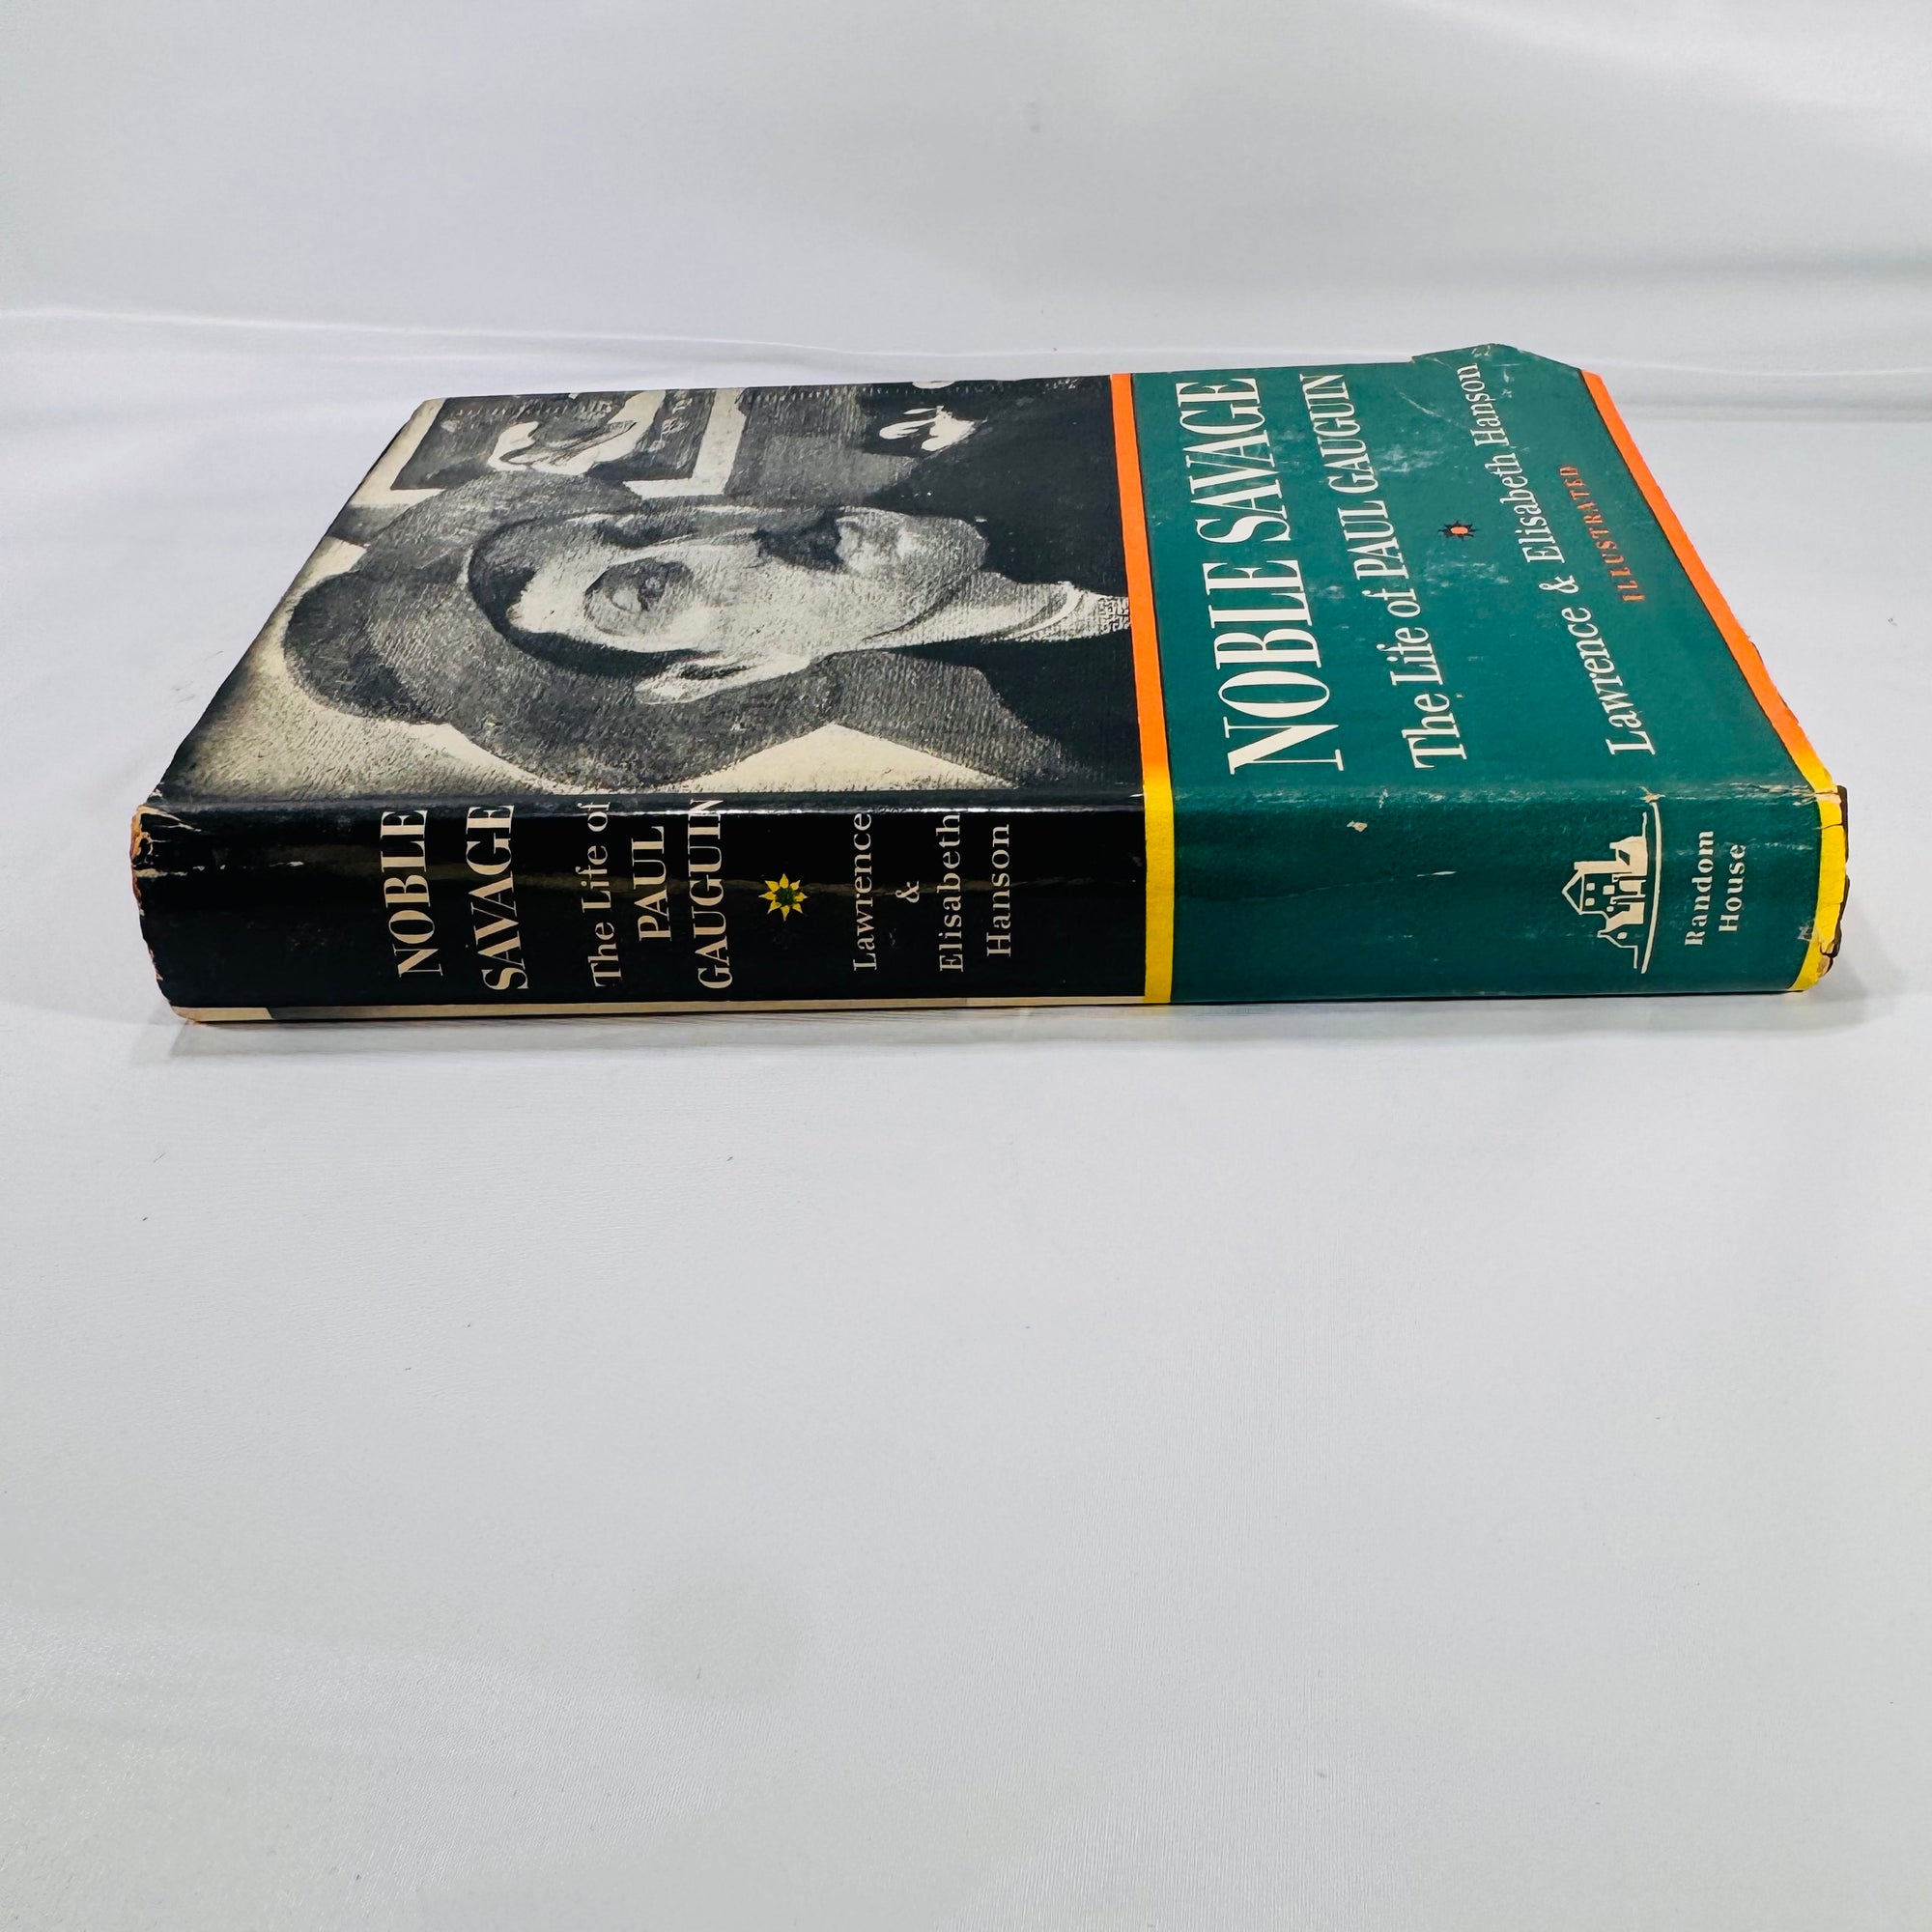 NOBLE SAVAGE
The Life of PAUL GAUGUIN
Lawrence & Elisabeth Hanson
ILLUSTRATED
NOBLE
SAVAGE
The Life of
PAUL
GAUGUIN
Lawrence
&
Elisabeth
Hanson
Random
House